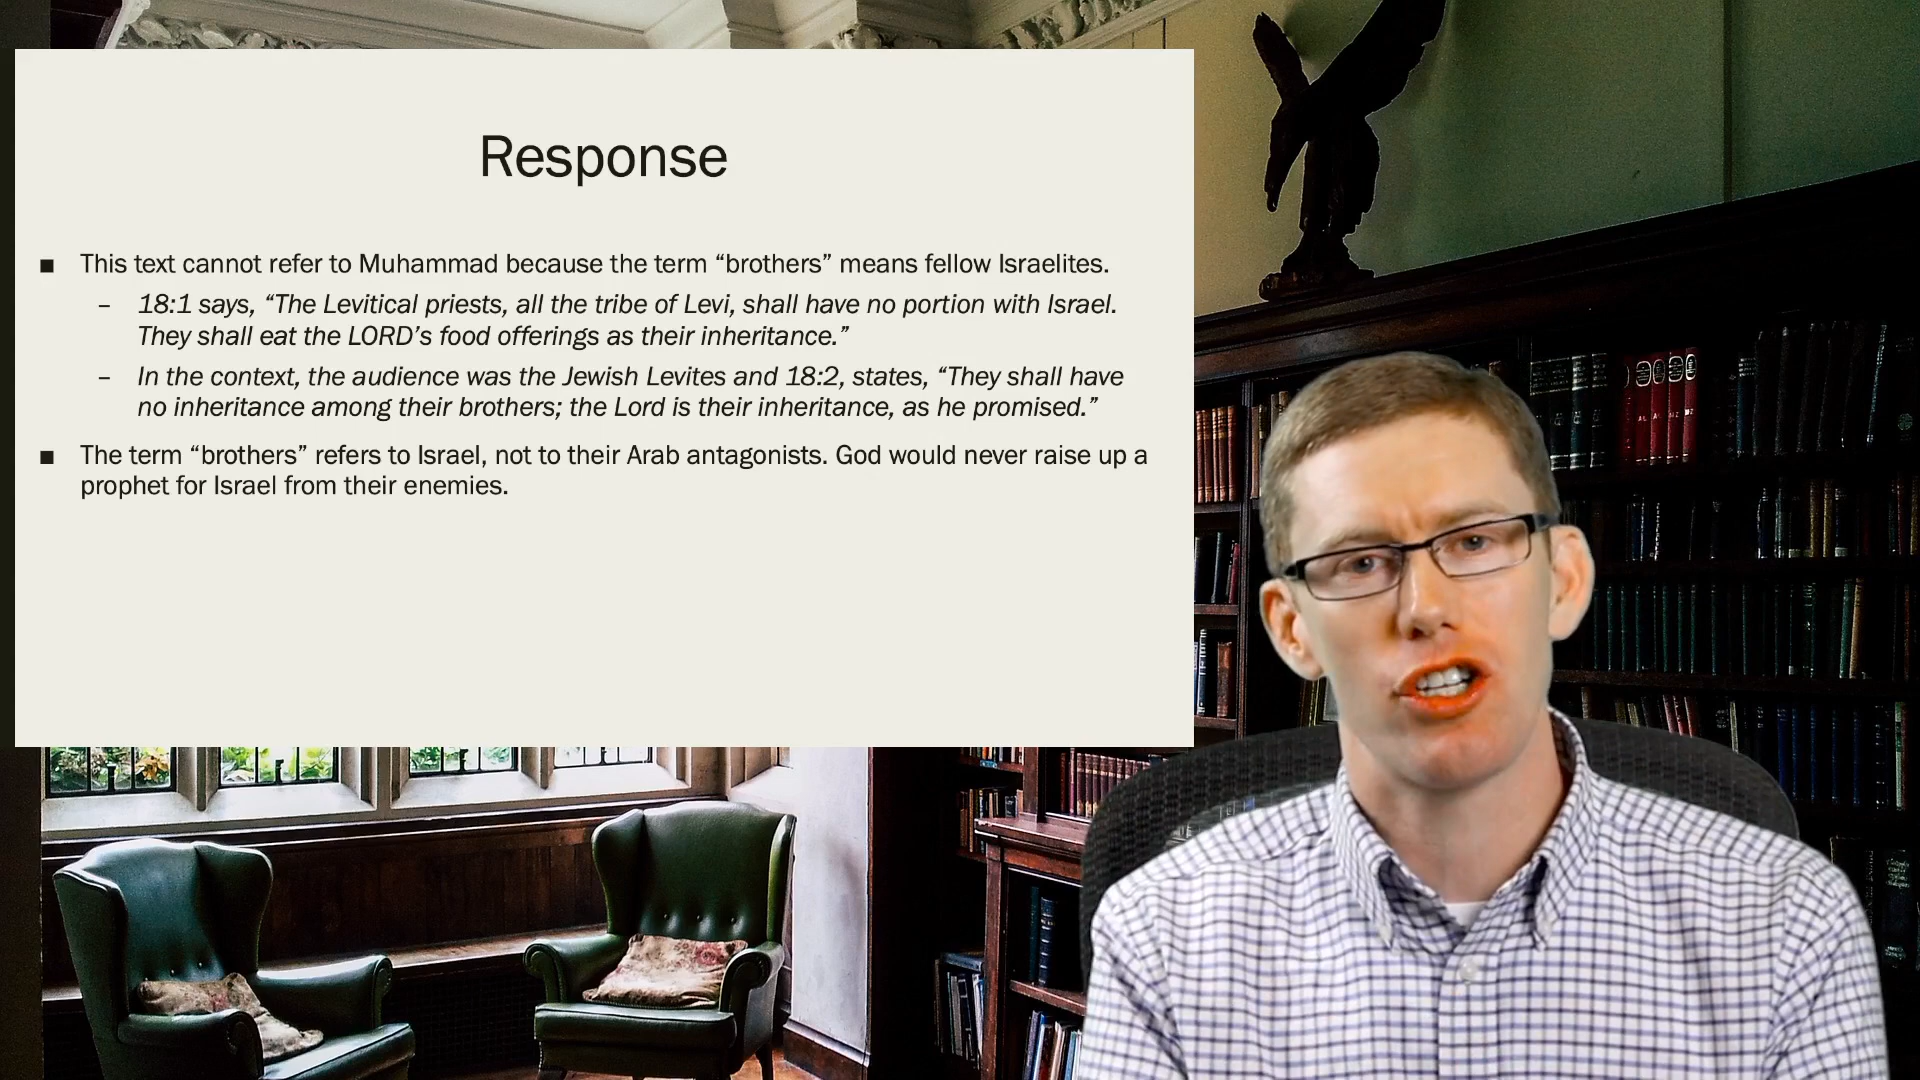 Response
■ This text cannot refer to Muhammad because the term “brothers” means fellow Israelites.
– 18:1 says, “The Levitical priests, all the tribe of Levi, shall have no portion with Israel.
They shall eat the LORD’s food offerings as their inheritance.”
– In the context, the audience was the Jewish Levites and 18:2, states, “They shall have
no inheritance among their brothers; the Lord is their inheritance, as he promised.”
■ The term “brothers” refers to Israel, not to their Arab antagonists. God would never raise up a
prophet for Israel from their enemies.